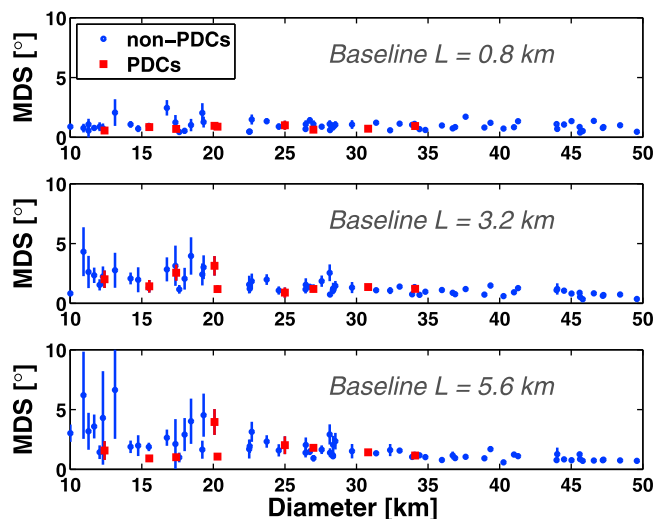 10
non-PDCs
PDCs
Baseline L = 0.8 km
MDS [°]
5
0
10 15 20 25 30 35 40 45 50
10
Baseline L = 3.2 km
MDS [°]
5
0
10 15 20 25 30 35 40 45 50
10
Baseline L = 5.6 km
MDS [°]
5
0
10 15 20 25 30 35 40 45 50
Diameter [km]